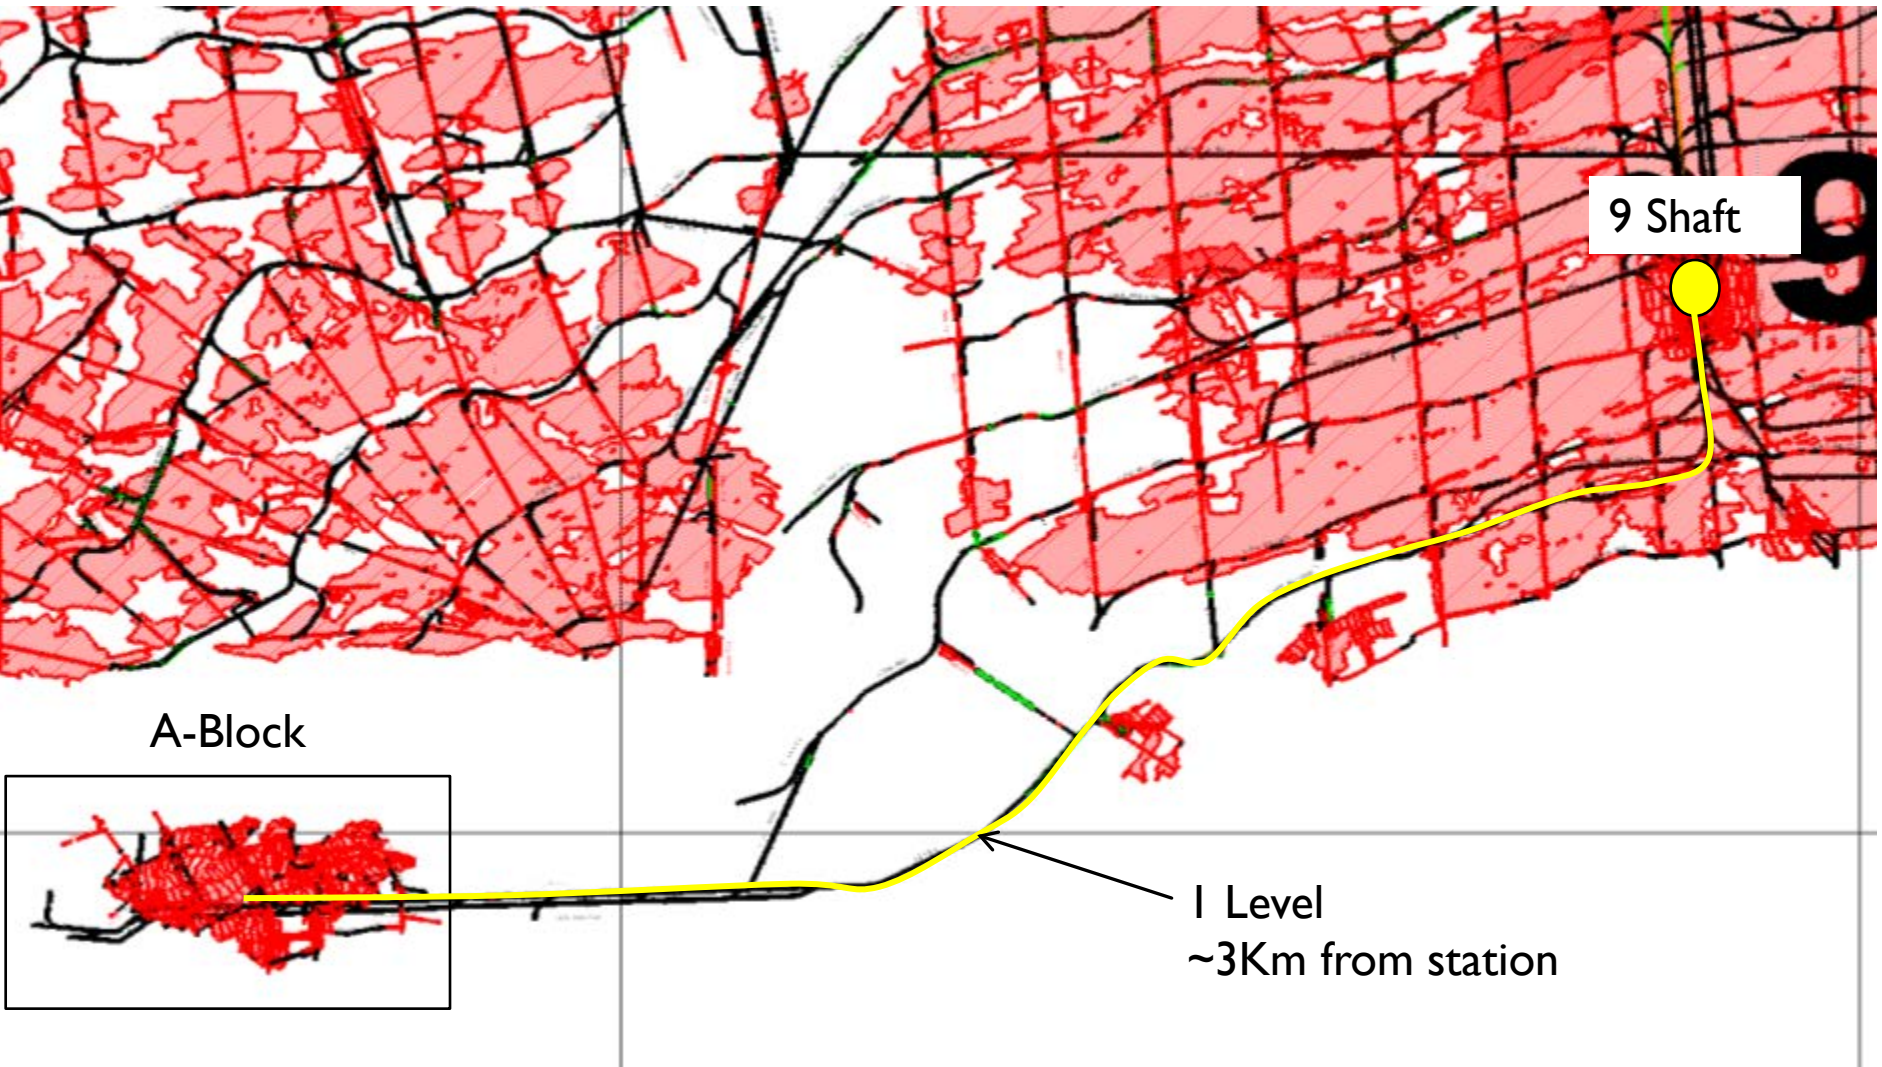 9
9 Shaft
A-Block
1 Level
~3Km from station